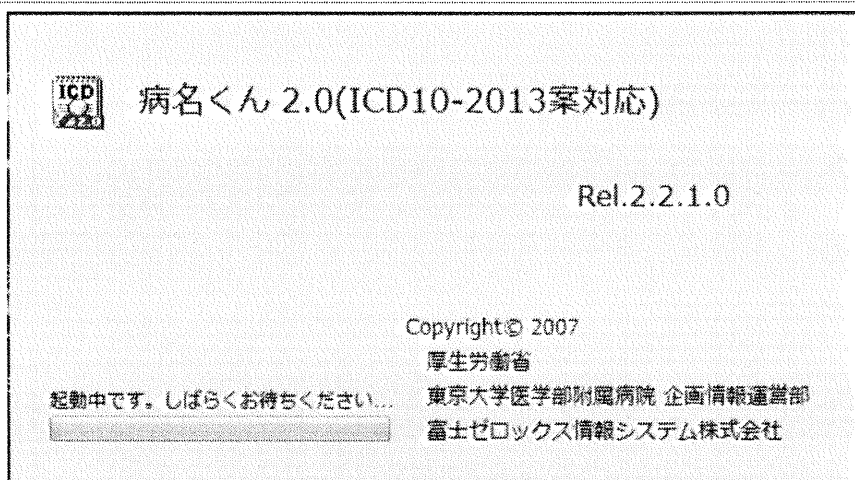 ICD
病名くん 2.0(ICD10-2013案対応)
Rel.2.2.1.0
Copyright© 2007
厚生労働省
起動中です。しばらくお待ちください...
東京大学医学部附属病院 企画情報運営部
富士ゼロックス情報システム株式会社